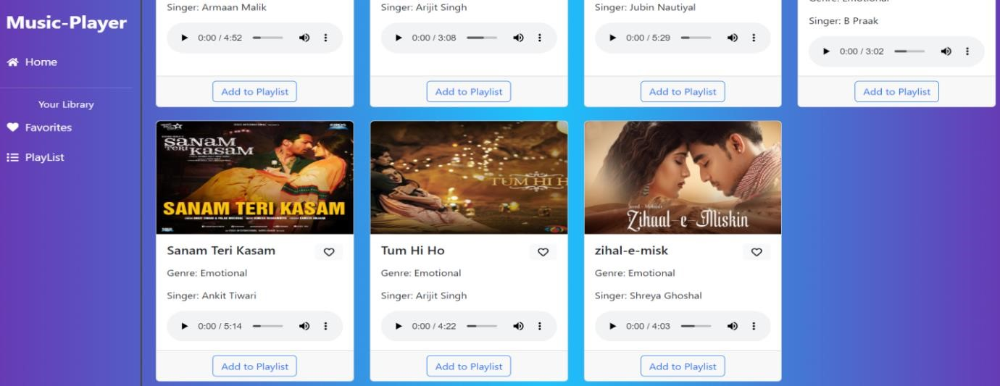 Music-Player
Home
Your Library
Favorites
PlayList
Singer: Armaan Malik
0:00 / 4:52
Add to Playlist
Singer: Arijit Singh
0:00 / 3:08
Add to Playlist
Singer: Jubin Nautiyal
0:00 / 5:29
Add to Playlist
Genre: Emotional
Singer: B Praak
0:00 / 3:02
Add to Playlist
SANAM
TERI KASAM
SANAM TERI KASAM
Sanam Teri Kasam
Genre: Emotional
Singer: Ankit Tiwari
0:00 / 5:14
Add to Playlist
TUM HI H
Tum Hi Ho
Genre: Emotional
Singer: Arijit Singh
0:00 / 4:22
Add to Playlist
Javed - Mohsin's
Zihaal-e-Miskin
zihal-e-misk
Genre: Emotional
Singer: Shreya Ghoshal
0:00 / 4:03
Add to Playlist